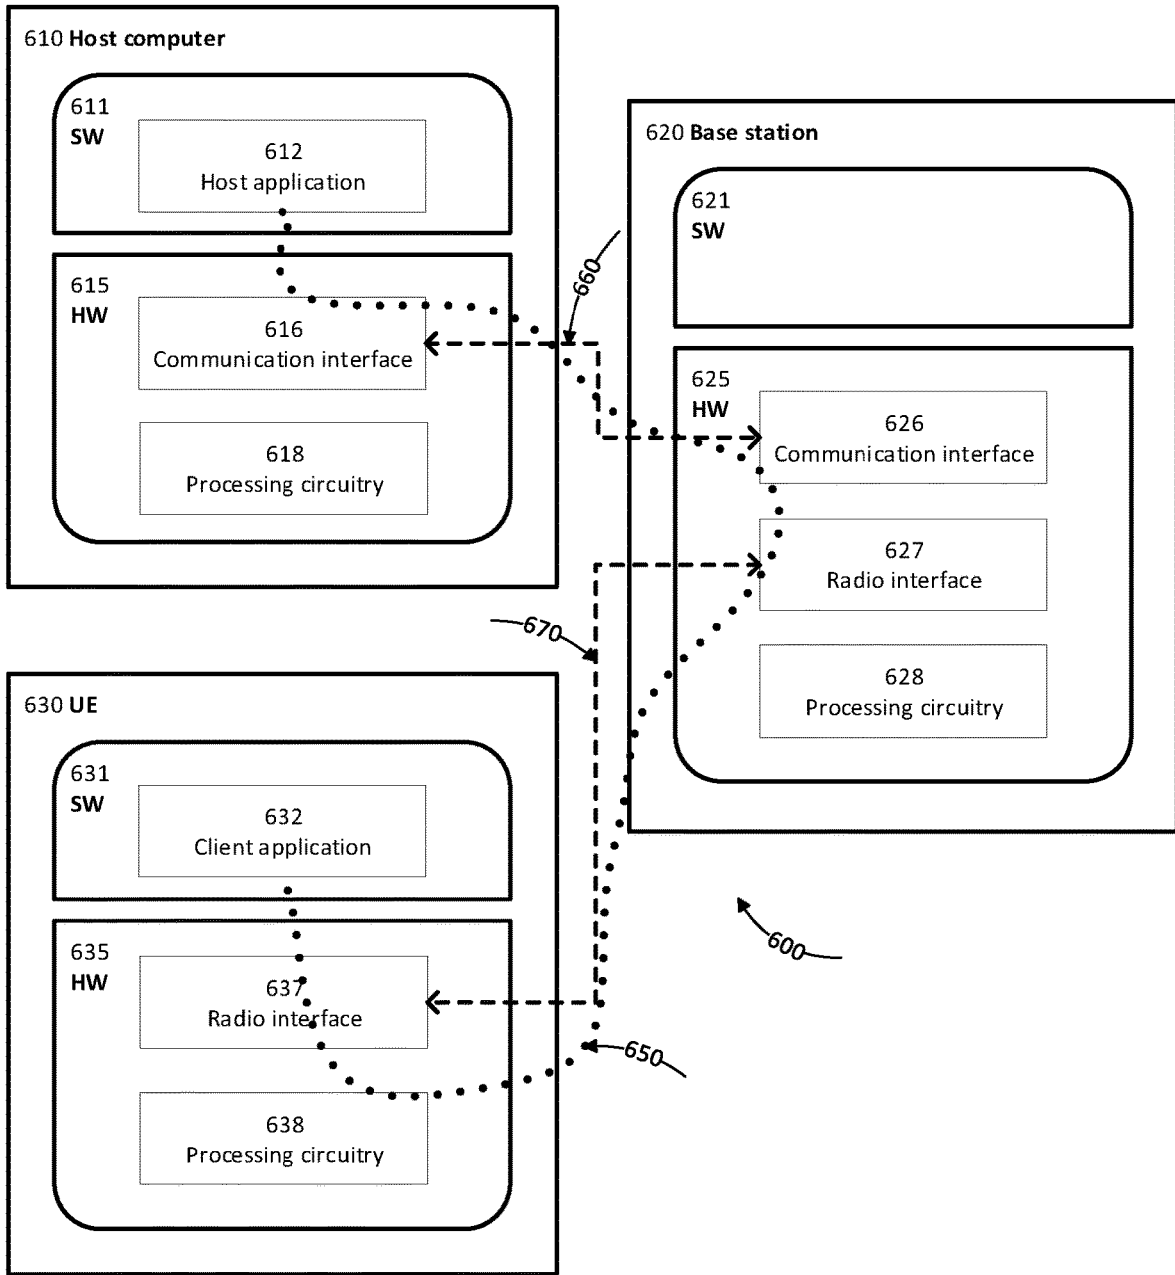 610 Host computer
611
SW
612
Host application
615
HW
616
Communication interface
618
Processing circuitry
620 Base station
621
SW
625
HW
626
Communication interface
627
Radio interface
628
Processing circuitry
660
670
630 UE
631
SW
632
Client application
635
HW
637
Radio interface
638
Processing circuitry
600
650